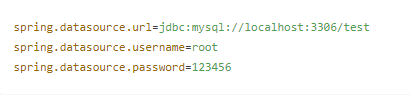 spring.datasource.url=jdbc:mysql://localhost:3306/test
spring.datasource.username=root
spring.datasource.password=123456